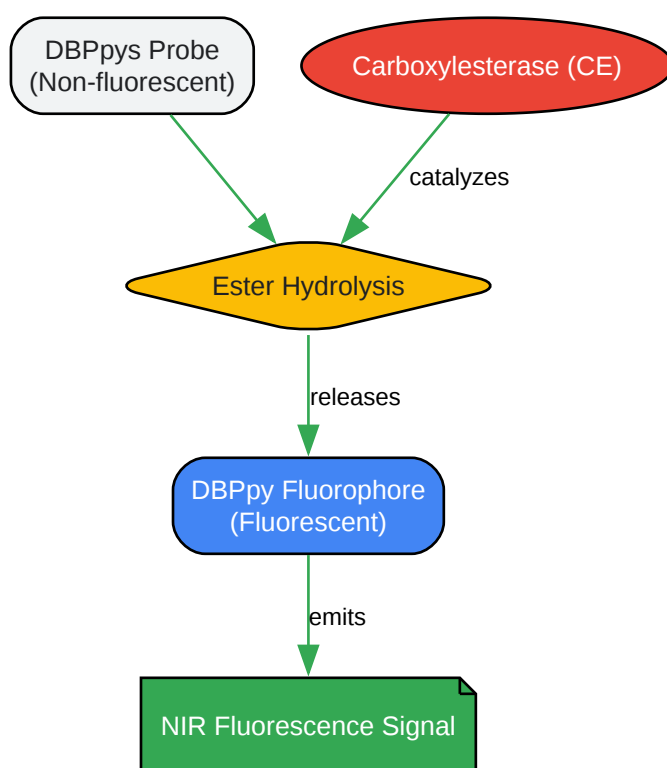 DBPpys Probe
(Non-fluorescent)
Carboxylesterase (CE)
catalyzes
Ester Hydrolysis
releases
DBPpy Fluorophore
(Fluorescent)
emits
NIR Fluorescence Signal